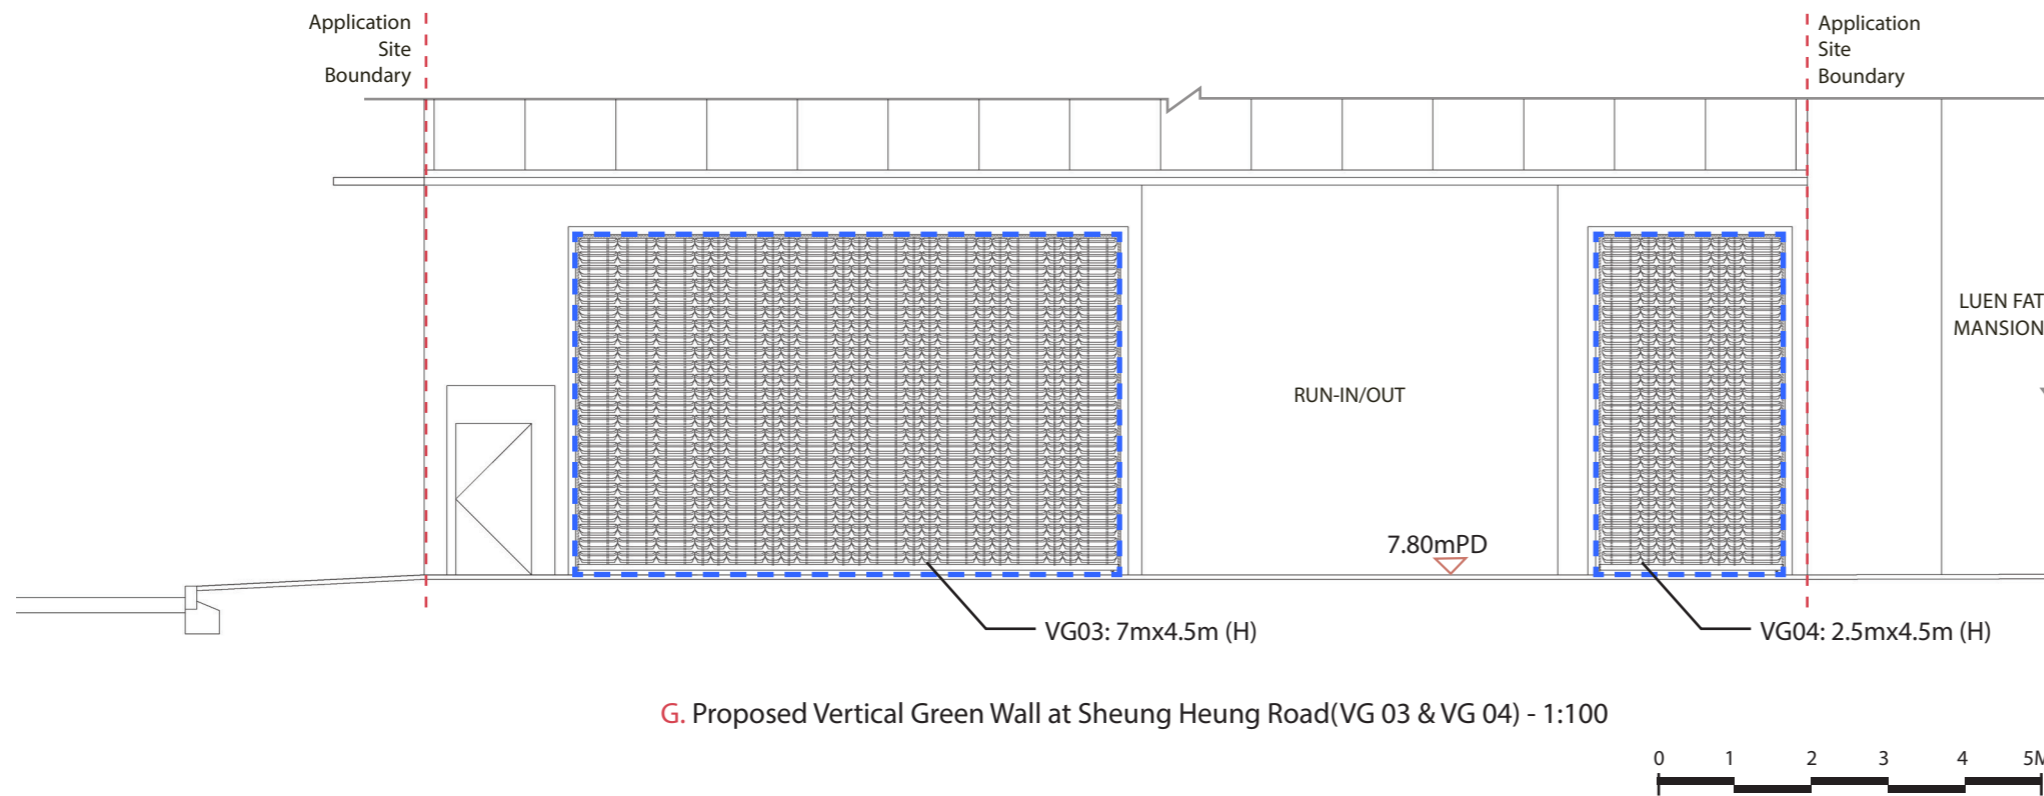 Application
Site
Boundary
Application
Site
Boundary
LUEN FAT
MANSION
RUN-IN/OUT
7.80mPD
VG03: 7mx4.5m (H)
VG04: 2.5mx4.5m (H)
G. Proposed Vertical Green Wall at Sheung Heung Road(VG 03 & VG 04) - 1:100
0 1 2 3 4 5M